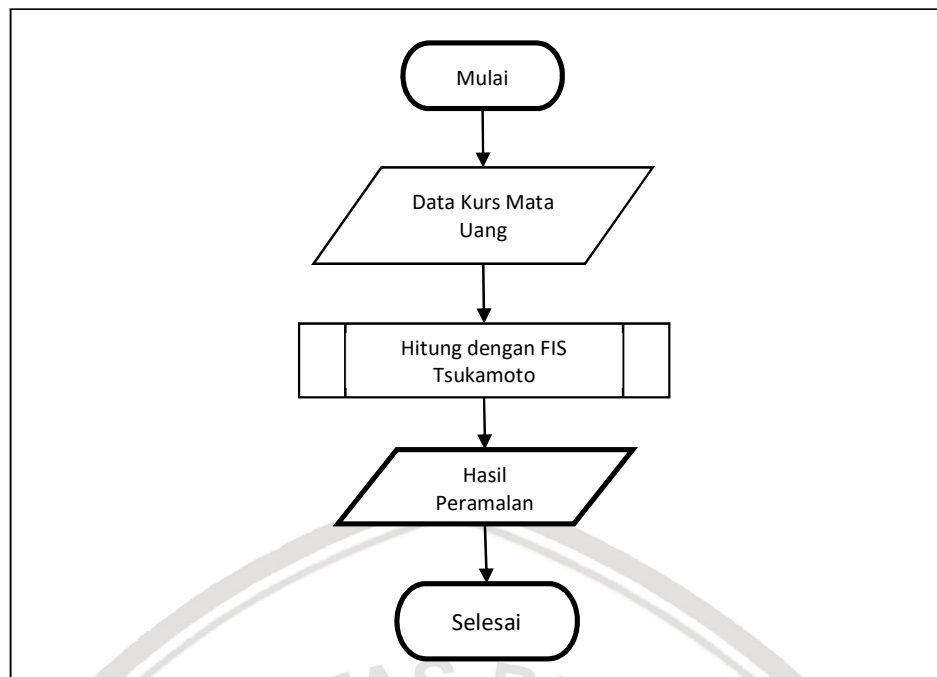 Mulai
Data Kurs Mata
Uang
Hitung dengan FIS
Tsukamoto
Hasil
Peramalan
Selesai